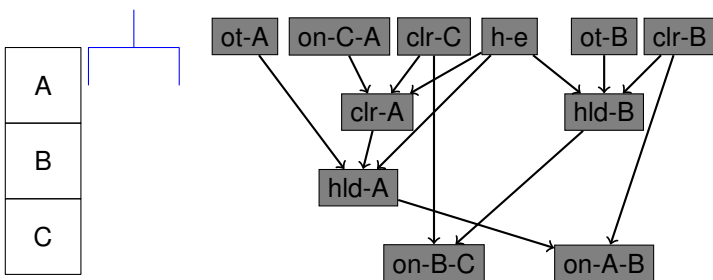 A
B
C
ot-A on-C-A clr-C h-e ot-B clr-B
clr-A hld-B
hld-A
on-B-C on-A-B